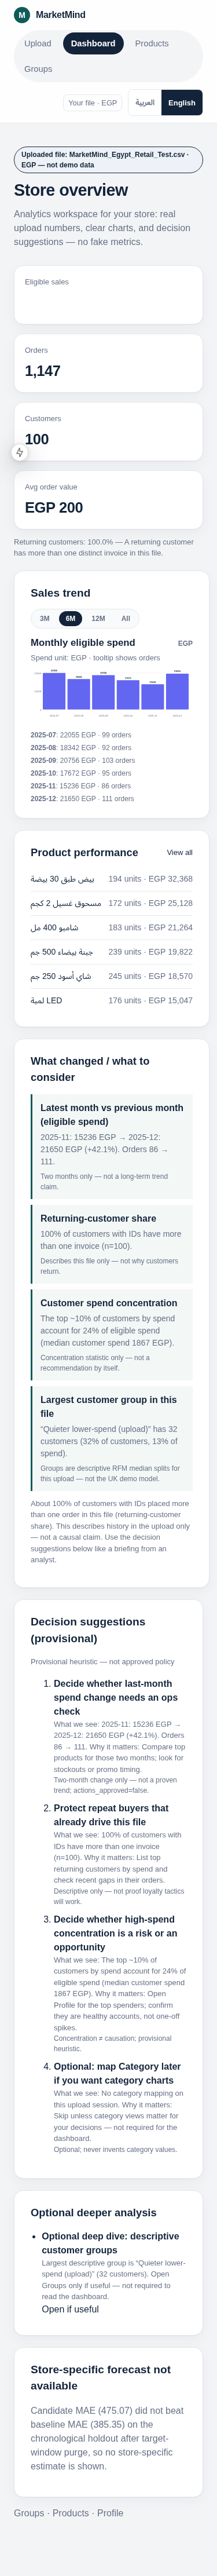 M MarketMind
Upload Dashboard Products
Groups
Your file · EGP العربية English
Uploaded file: MarketMind_Egypt_Retail_Test.csv ·
EGP — not demo data
Store overview
Analytics workspace for your store: real
upload numbers, clear charts, and decision
suggestions — no fake metrics.
Eligible sales
Orders
1,147
Customers
100
Avg order value
EGP 200
Returning customers: 100.0% — A returning customer
has more than one distinct invoice in this file.
Sales trend
3M 6M 12M All
Monthly eligible spend EGP
Spend unit: EGP · tooltip shows orders
2025-07: 22055 EGP · 99 orders
2025-08: 18342 EGP · 92 orders
2025-09: 20756 EGP · 103 orders
2025-10: 17672 EGP · 95 orders
2025-11: 15236 EGP · 86 orders
2025-12: 21650 EGP · 111 orders
Product performance View all
بيض طبق 30 بيضة 194 units · EGP 32,368
مسحوق غسيل 2 كجم 172 units · EGP 25,128
شامبو 400 مل 183 units · EGP 21,264
جبنة بيضاء 500 جم 239 units · EGP 19,822
شاي أسود 250 جم 245 units · EGP 18,570
لمبة LED 176 units · EGP 15,047
What changed / what to
consider
Latest month vs previous month
(eligible spend)
2025-11: 15236 EGP → 2025-12:
21650 EGP (+42.1%). Orders 86 →
111.
Two months only — not a long-term trend
claim.
Returning-customer share
100% of customers with IDs have more
than one invoice (n=100).
Describes this file only — not why customers
return.
Customer spend concentration
The top ~10% of customers by spend
account for 24% of eligible spend
(median customer spend 1867 EGP).
Concentration statistic only — not a
recommendation by itself.
Largest customer group in this
file
“Quieter lower-spend (upload)” has 32
customers (32% of customers, 13% of
spend).
Groups are descriptive RFM median splits for
this upload — not the UK demo model.
About 100% of customers with IDs placed more
than one order in this file (returning-customer
share). This describes history in the upload only
— not a causal claim. Use the decision
suggestions below like a briefing from an
analyst.
Decision suggestions
(provisional)
Provisional heuristic — not approved policy
1. Decide whether last-month
spend change needs an ops
check
What we see: 2025-11: 15236 EGP →
2025-12: 21650 EGP (+42.1%). Orders
86 → 111. Why it matters: Compare top
products for those two months; look for
stockouts or promo timing.
Two-month change only — not a proven
trend; actions_approved=false.
2. Protect repeat buyers that
already drive this file
What we see: 100% of customers with
IDs have more than one invoice
(n=100). Why it matters: List top
returning customers by spend and
check recent gaps in their orders.
Descriptive only — not proof loyalty tactics
will work.
3. Decide whether high-spend
concentration is a risk or an
opportunity
What we see: The top ~10% of
customers by spend account for 24% of
eligible spend (median customer spend
1867 EGP). Why it matters: Open
Profile for the top spenders; confirm
they are healthy accounts, not one-off
spikes.
Concentration ≠ causation; provisional
heuristic.
4. Optional: map Category later
if you want category charts
What we see: No category mapping on
this upload session. Why it matters:
Skip unless category views matter for
your decisions — not required for the
dashboard.
Optional; never invents category values.
Optional deeper analysis
• Optional deep dive: descriptive
customer groups
Largest descriptive group is “Quieter lower-
spend (upload)” (32 customers). Open
Groups only if useful — not required to
read the dashboard.
Open if useful
Store-specific forecast not
available
Candidate MAE (475.07) did not beat
baseline MAE (385.35) on the
chronological holdout after target-
window purge, so no store-specific
estimate is shown.
Groups · Products · Profile